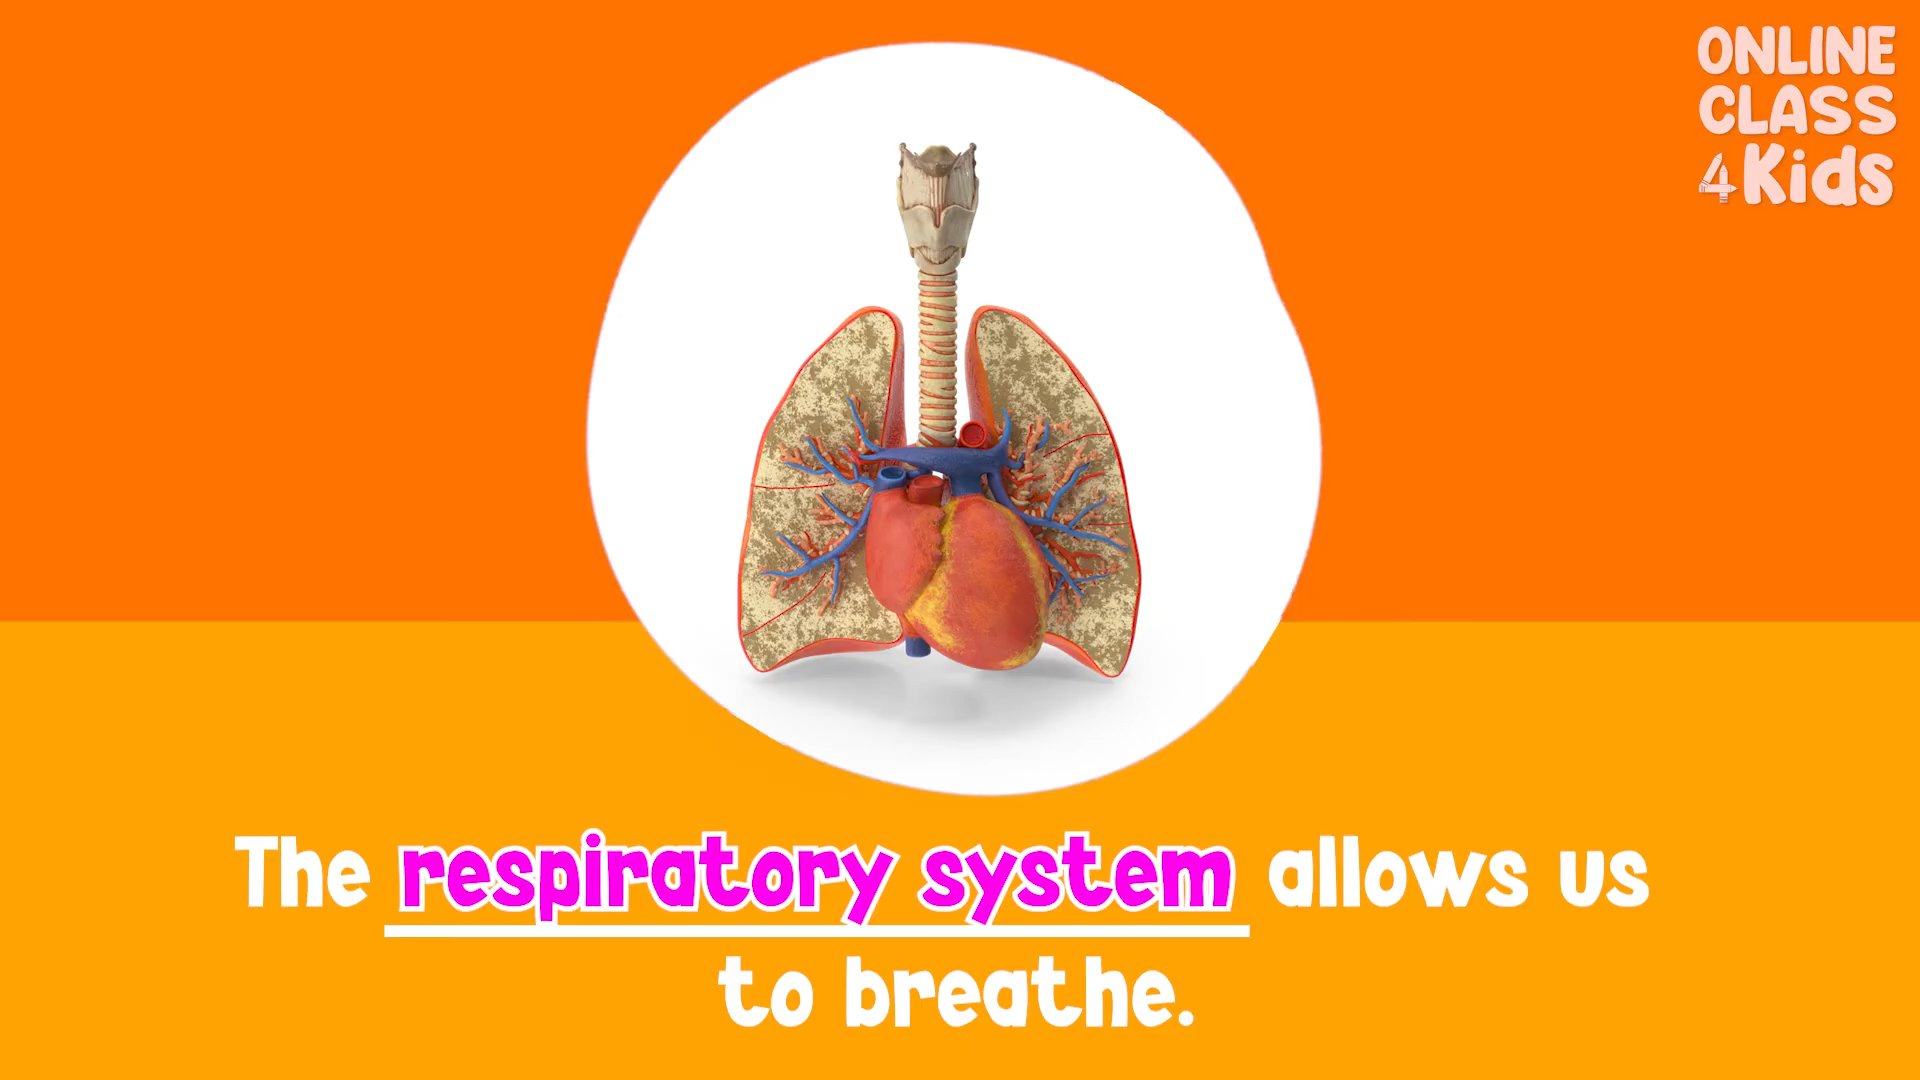 ONLINE
CLASS
4Kids
The respiratory system allows us
to breathe.